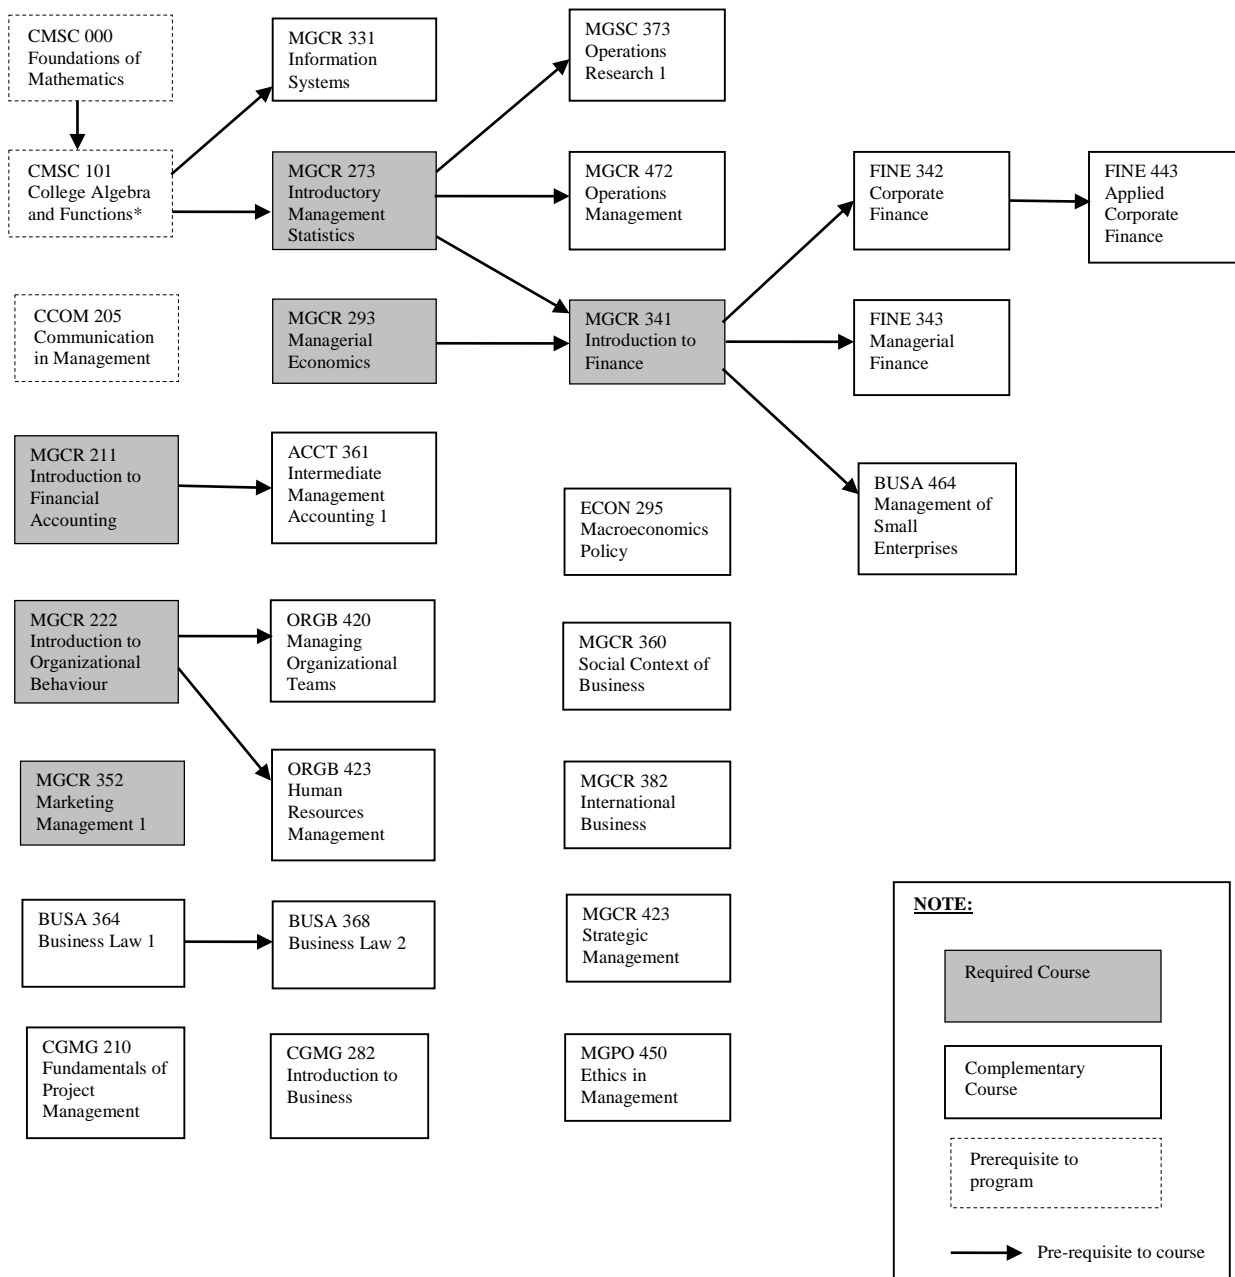 CMSC 000
Foundations of
Mathematics
MGCR 331
Information
Systems
MGSC 373
Operations
Research 1
CMSC 101
College Algebra
and Functions*
MGCR 273
Introductory
Management
Statistics
MGCR 472
Operations
Management
FINE 342
Corporate
Finance
FINE 443
Applied
Corporate
Finance
CCOM 205
Communication
in Management
MGCR 293
Managerial
Economics
MGCR 341
Introduction to
Finance
FINE 343
Managerial
Finance
MGCR 211
Introduction to
Financial
Accounting
ACCT 361
Intermediate
Management
Accounting 1
ECON 295
Macroeconomics
Policy
BUSA 464
Management of
Small
Enterprises
MGCR 222
Introduction to
Organizational
Behaviour
ORGB 420
Managing
Organizational
Teams
MGCR 360
Social Context of
Business
MGCR 352
Marketing
Management 1
ORGB 423
Human
Resources
Management
MGCR 382
International
Business
BUSA 364
Business Law 1
BUSA 368
Business Law 2
MGCR 423
Strategic
Management
CGMG 210
Fundamentals of
Project
Management
CGMG 282
Introduction to
Business
MGPO 450
Ethics in
Management
NOTE:
Required Course
Complementary
Course
Prerequisite to
program
Pre-requisite to course